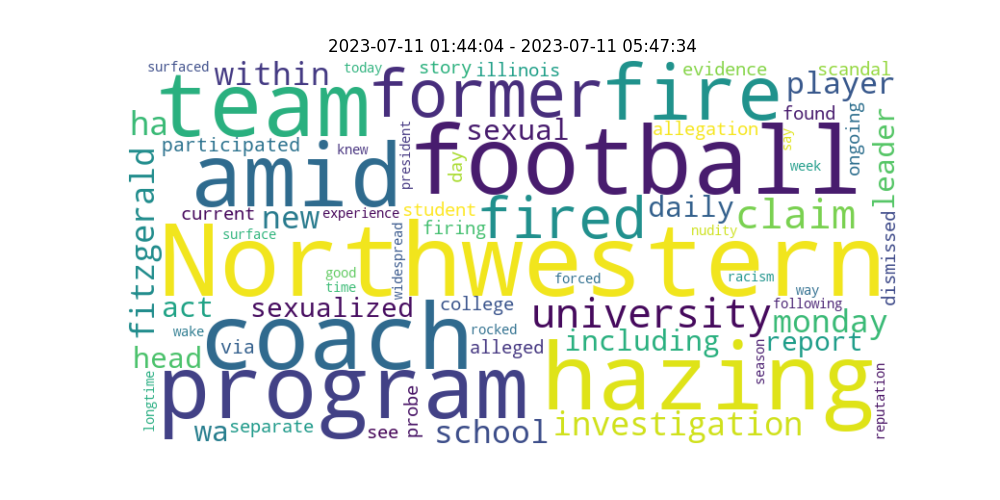 2023-07-11 01:44:04 - 2023-07-11 05:47:34
surfaced
within
today
story
illinois
evidence
scandal
team
former
fire
player
ha
sexual
allegation
found
say
ongoing
leader
participated
knew
president
day
football
week
amid
fitzgerald
current
new
experience
student
fired
daily
claim
surface
firing
nudity
dismissed
Northwestern
widespread
good
time
forced
racism
way
act
sexualized
college
university
following
monday
wake
via
coach
rocked
alleged
including
season
report
head
longtime
program
probe
hazing
reputation
wa
separate
see
school
investigation